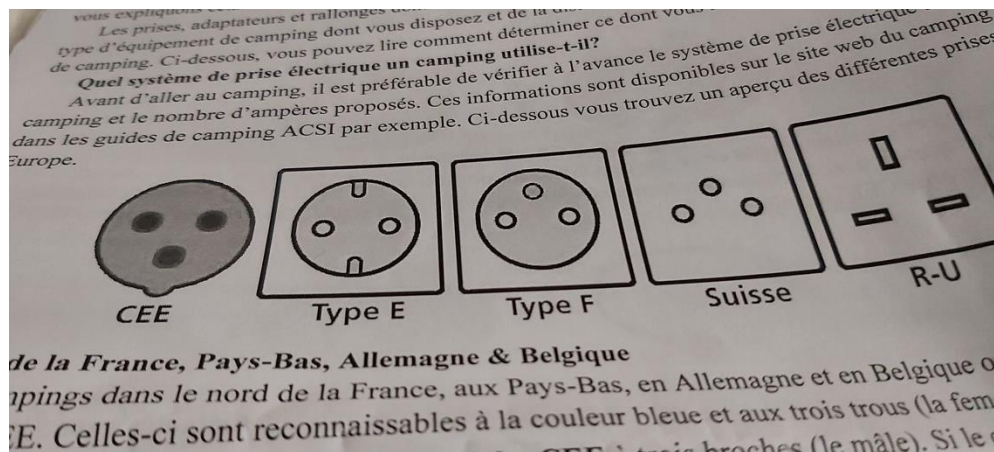 vous expliquons
Les prises, adaptateurs et rallonges
type d'équipement de camping dont vous disposez et de la
de camping. Ci-dessous, vous pouvez lire comment déterminer ce dont vous
Quel système de prise électrique un camping utilise-t-il?
Avant d'aller au camping, il est préférable de vérifier à l'avance le système de prise électrique
camping et le nombre d'ampères proposés. Ces informations sont disponibles sur le site web du camping
dans les guides de camping ACSI par exemple. Ci-dessous vous trouvez un aperçu des différentes prises
Europe.
CEE Type E Type F Suisse R-U
de la France, Pays-Bas, Allemagne & Belgique
mpings dans le nord de la France, aux Pays-Bas, en Allemagne et en Belgique o
EE. Celles-ci sont reconnaissables à la couleur bleue et aux trois trous (la fem
CEE à trois broches (le mâle). Si le